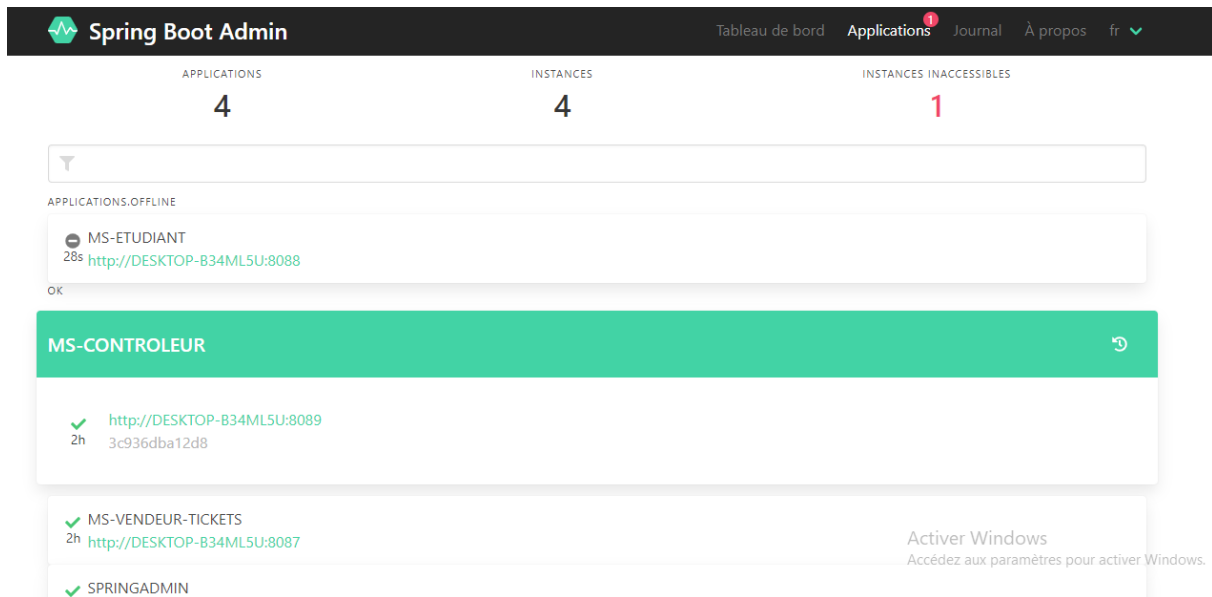 Spring Boot Admin
Tableau de bord Applications 1 Journal À propos fr
APPLICATIONS INSTANCES INSTANCES INACCESSIBLES
4 4 1
APPLICATIONS.OFFLINE
MS-ETUDIANT
28s http://DESKTOP-B34ML5U:8088
OK
MS-CONTROLEUR
http://DESKTOP-B34ML5U:8089
2h 3c936dba12d8
MS-VENDEUR-TICKETS
2h http://DESKTOP-B34ML5U:8087
Activer Windows
Accédez aux paramètres pour activer Windows.
SPRINGADMIN